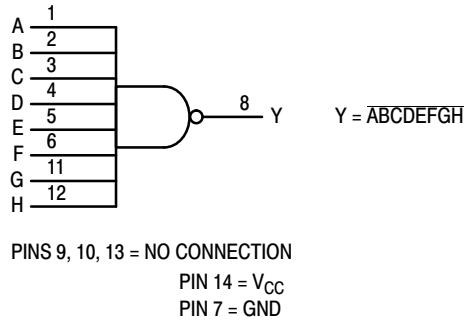 A 1
B 2
C 3
D 4
E 5
F 6
G 11
H 12
8 Y
Y = A̅B̅C̅D̅E̅F̅G̅H̅
PINS 9, 10, 13 = NO CONNECTION
PIN 14 = VCC
PIN 7 = GND